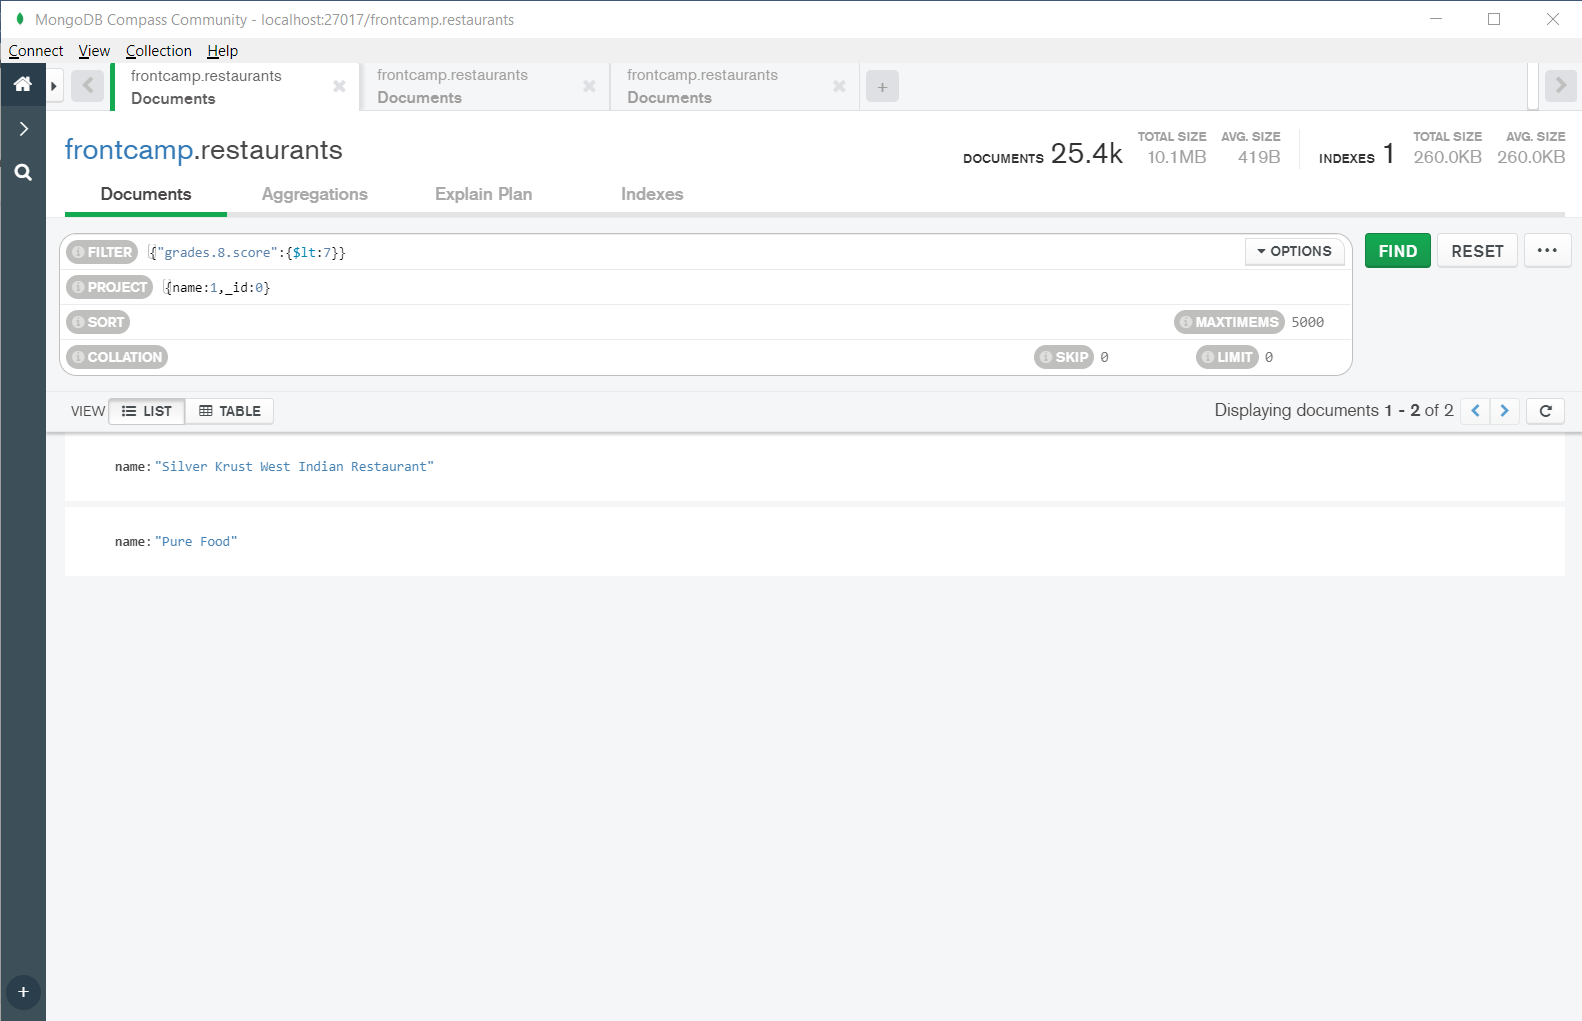 MongoDB Compass Community - localhost:27017/frontcamp.restaurants
Connect View Collection Help
frontcamp.restaurants
Documents
frontcamp.restaurants
Documents
frontcamp.restaurants
Documents
+
frontcamp.restaurants
DOCUMENTS 25.4k
TOTAL SIZE
10.1MB
AVG. SIZE
419B
INDEXES 1
TOTAL SIZE
260.0KB
AVG. SIZE
260.0KB
Documents Aggregations Explain Plan Indexes
FILTER {"grades.8.score":{$lt:7}} OPTIONS FIND RESET ...
PROJECT {name:1,_id:0}
SORT MAXTIMEMS 5000
COLLATION SKIP 0 LIMIT 0
VIEW LIST TABLE Displaying documents 1 - 2 of 2
name: "Silver Krust West Indian Restaurant"
name: "Pure Food"
+